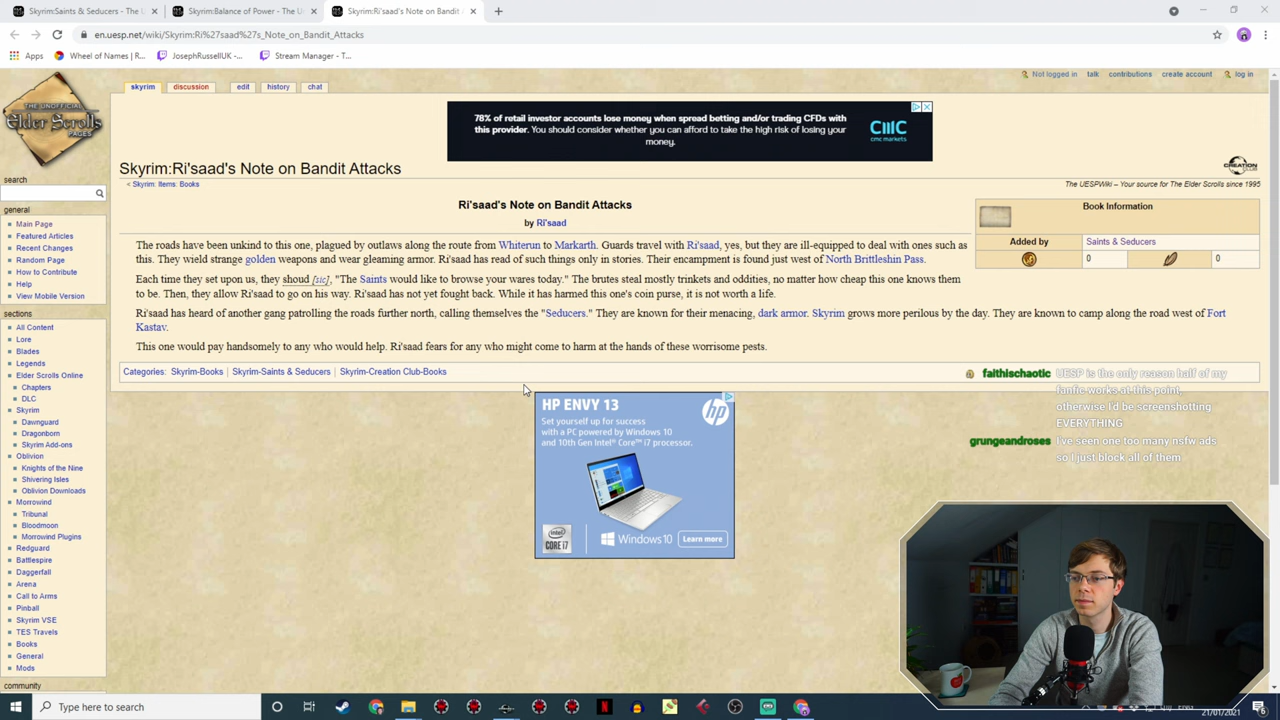 Skyrim:Saints & Seducers - The U
Skyrim:Balance of Power - The Un
Skyrim:Ri'saad's Note on Bandit A
en.uesp.net/wiki/Skyrim:Ri%27saad%27s_Note_on_Bandit_Attacks
Apps
Wheel of Names | R...
JosephRussellUK -...
Stream Manager - T...
Not logged in talk contributions create account log in
THE UNOFFICIAL
Elder Scrolls
PAGES
skyrim discussion edit history chat
78% of retail investor accounts lose money when spread betting and/or trading CFDs with
this provider. You should consider whether you can afford to take the high risk of losing your
money.
CMC
cmc markets
Skyrim:Ri'saad's Note on Bandit Attacks
CREATION
< Skyrim: Items: Books
The UESPWiki – Your source for The Elder Scrolls since 1995
search
general
Main Page
Featured Articles
Recent Changes
Random Page
How to Contribute
Help
View Mobile Version
sections
All Content
Lore
Blades
Legends
Elder Scrolls Online
Chapters
DLC
Skyrim
Dawnguard
Dragonborn
Skyrim Add-ons
Oblivion
Knights of the Nine
Shivering Isles
Oblivion Downloads
Morrowind
Tribunal
Bloodmoon
Morrowind Plugins
Redguard
Battlespire
Daggerfall
Arena
Call to Arms
Pinball
Skyrim VSE
TES Travels
Books
General
Mods
community
Ri'saad's Note on Bandit Attacks
by Ri'saad
The roads have been unkind to this one, plagued by outlaws along the route from Whiterun to Markarth. Guards travel with Ri'saad, yes, but they are ill-equipped to deal with ones such as
this. They wield strange golden weapons and wear gleaming armor. Ri'saad has read of such things only in stories. Their encampment is found just west of North Brittleshin Pass.
Each time they set upon us, they shoud [sic], "The Saints would like to browse your wares today." The brutes steal mostly trinkets and oddities, no matter how cheap this one knows them
to be. Then, they allow Ri'saad to go on his way. Ri'saad has not yet fought back. While it has harmed this one's coin purse, it is not worth a life.
Ri'saad has heard of another gang patrolling the roads further north, calling themselves the "Seducers." They are known for their menacing, dark armor. Skyrim grows more perilous by the day. They are known to camp along the road west of Fort
Kastav.
This one would pay handsomely to any who would help. Ri'saad fears for any who might come to harm at the hands of these worrisome pests.
Book Information
Added by Saints & Seducers
0 0
Categories: Skyrim-Books | Skyrim-Saints & Seducers | Skyrim-Creation Club-Books
faithischaotic UESP is the only reason half of my
fanfic works at this point,
otherwise I'd be screenshotting
EVERYTHING
grungeandroses I've seen one too many nsfw ads
so I just block all of them
HP ENVY 13
Set yourself up for success
with a PC powered by Windows 10
and 10th Gen Intel® Core™ i7 processor.
hp
intel
CORE i7
Windows10
Learn more
Type here to search
ENG
21/01/2021
6